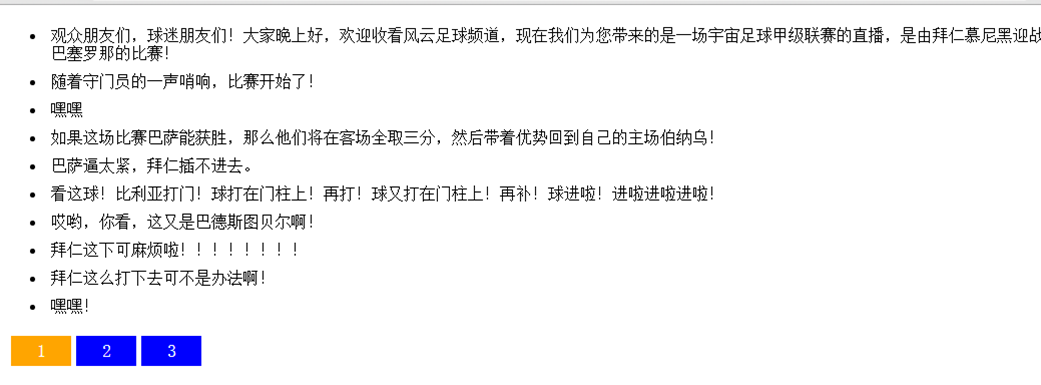 观众朋友们，球迷朋友们！大家晚上好，欢迎收看风云足球频道，现在我们为您带来的是一场宇宙足球甲级联赛的直播，是由拜仁慕尼黑迎战
巴塞罗那的比赛！
随着守门员的一声哨响，比赛开始了！
嘿嘿
如果这场比赛巴萨能获胜，那么他们将在客场全取三分，然后带着优势回到自己的主场伯纳乌！
巴萨逼太紧，拜仁插不进去。
看这球！比利亚打门！球打在门柱上！再打！球又打在门柱上！再补！球进啦！进啦进啦进啦！
哎哟，你看，这又是巴德斯图贝尔啊！
拜仁这下可麻烦啦！！！！！！！！
拜仁这么打下去可不是办法啊！
嘿嘿！
1 2 3